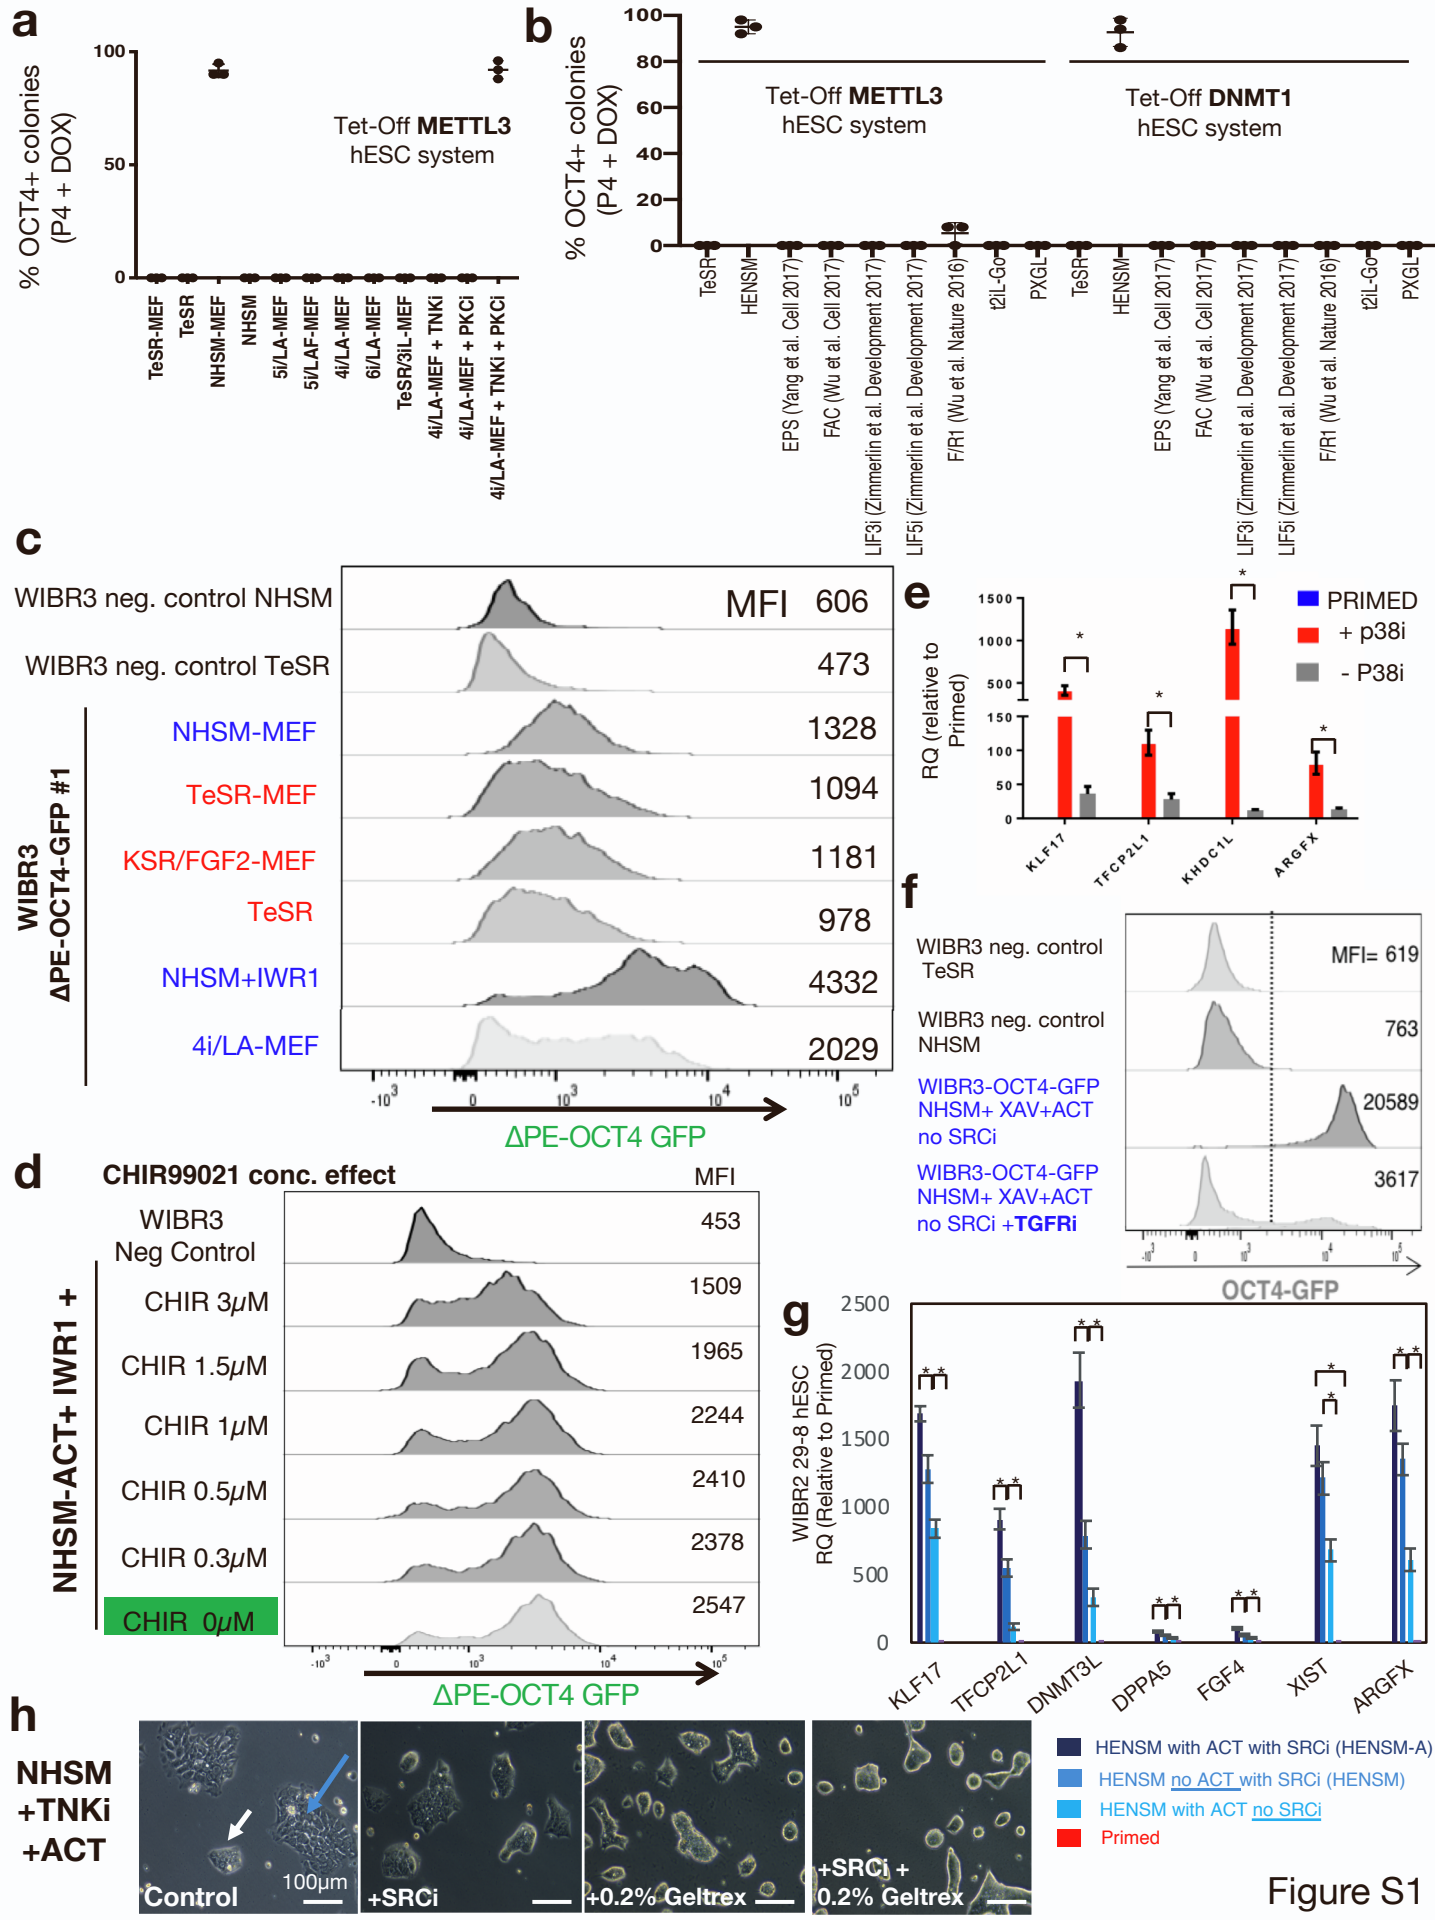 a
% OCT4+ colonies
(P4 + DOX)
100
50
0
Tet-Off METTL3
hESC system
TeSR-MEF
TeSR
NHSM-MEF
NHSM
5i/LA-MEF
5i/LAF-MEF
4i/LA-MEF
6i/LA-MEF
TeSR/3iL-MEF
4i/LA-MEF + TNKi
4i/LA-MEF + PKCi
4i/LA-MEF + TNKi + PKCi
b
% OCT4+ colonies
(P4 + DOX)
100
80
60
40
20
0
Tet-Off METTL3
hESC system
Tet-Off DNMT1
hESC system
TeSR
HENSM
EPS (Yang et al. Cell 2017)
FAC (Wu et al. Cell 2017)
LIF3i (Zimmerlin et al. Development 2017)
LIF5i (Zimmerlin et al. Development 2017)
F/R1 (Wu et al. Nature 2016)
t2iL-Go
PXGL
TeSR
HENSM
EPS (Yang et al. Cell 2017)
FAC (Wu et al. Cell 2017)
LIF3i (Zimmerlin et al. Development 2017)
LIF5i (Zimmerlin et al. Development 2017)
F/R1 (Wu et al. Nature 2016)
t2iL-Go
PXGL
c
WIBR3 neg. control NHSM
MFI 606
WIBR3 neg. control TeSR
473
WIBR3
ΔPE-OCT4-GFP #1
NHSM-MEF
1328
TeSR-MEF
1094
KSR/FGF2-MEF
1181
TeSR
978
NHSM+IWR1
4332
4i/LA-MEF
2029
-10³ 0 10³ 10⁴ 10⁵
ΔPE-OCT4 GFP
d
CHIR99021 conc. effect
MFI
WIBR3
Neg Control
453
NHSM-ACT+ IWR1 +
CHIR 3µM
1509
CHIR 1.5µM
1965
CHIR 1µM
2244
CHIR 0.5µM
2410
CHIR 0.3µM
2378
CHIR 0µM
2547
-10³ 0 10³ 10⁴ 10⁵
ΔPE-OCT4 GFP
e
RQ (relative to
Primed)
1500
1000
500
150
100
50
0
*
*
*
*
KLF17
TFCP2L1
KHDC1L
ARGFX
PRIMED
+ p38i
- P38i
f
WIBR3 neg. control
TeSR
MFI= 619
WIBR3 neg. control
NHSM
763
WIBR3-OCT4-GFP
NHSM+ XAV+ACT
no SRCi
20589
WIBR3-OCT4-GFP
NHSM+ XAV+ACT
no SRCi +TGFRi
3617
-10³ 0 10³ 10⁴ 10⁵
OCT4-GFP
g
WIBR2 29-8 hESC
RQ (Relative to Primed)
2500
2000
1500
1000
500
0
* *
* *
* *
* *
* *
*
*
* *
KLF17
TFCP2L1
DNMT3L
DPPA5
FGF4
XIST
ARGFX
HENSM with ACT with SRCi (HENSM-A)
HENSM no ACT with SRCi (HENSM)
HENSM with ACT no SRCi
Primed
h
NHSM
+TNKi
+ACT
Control
100µm
+SRCi
+0.2% Geltrex
+SRCi +
0.2% Geltrex
Figure S1